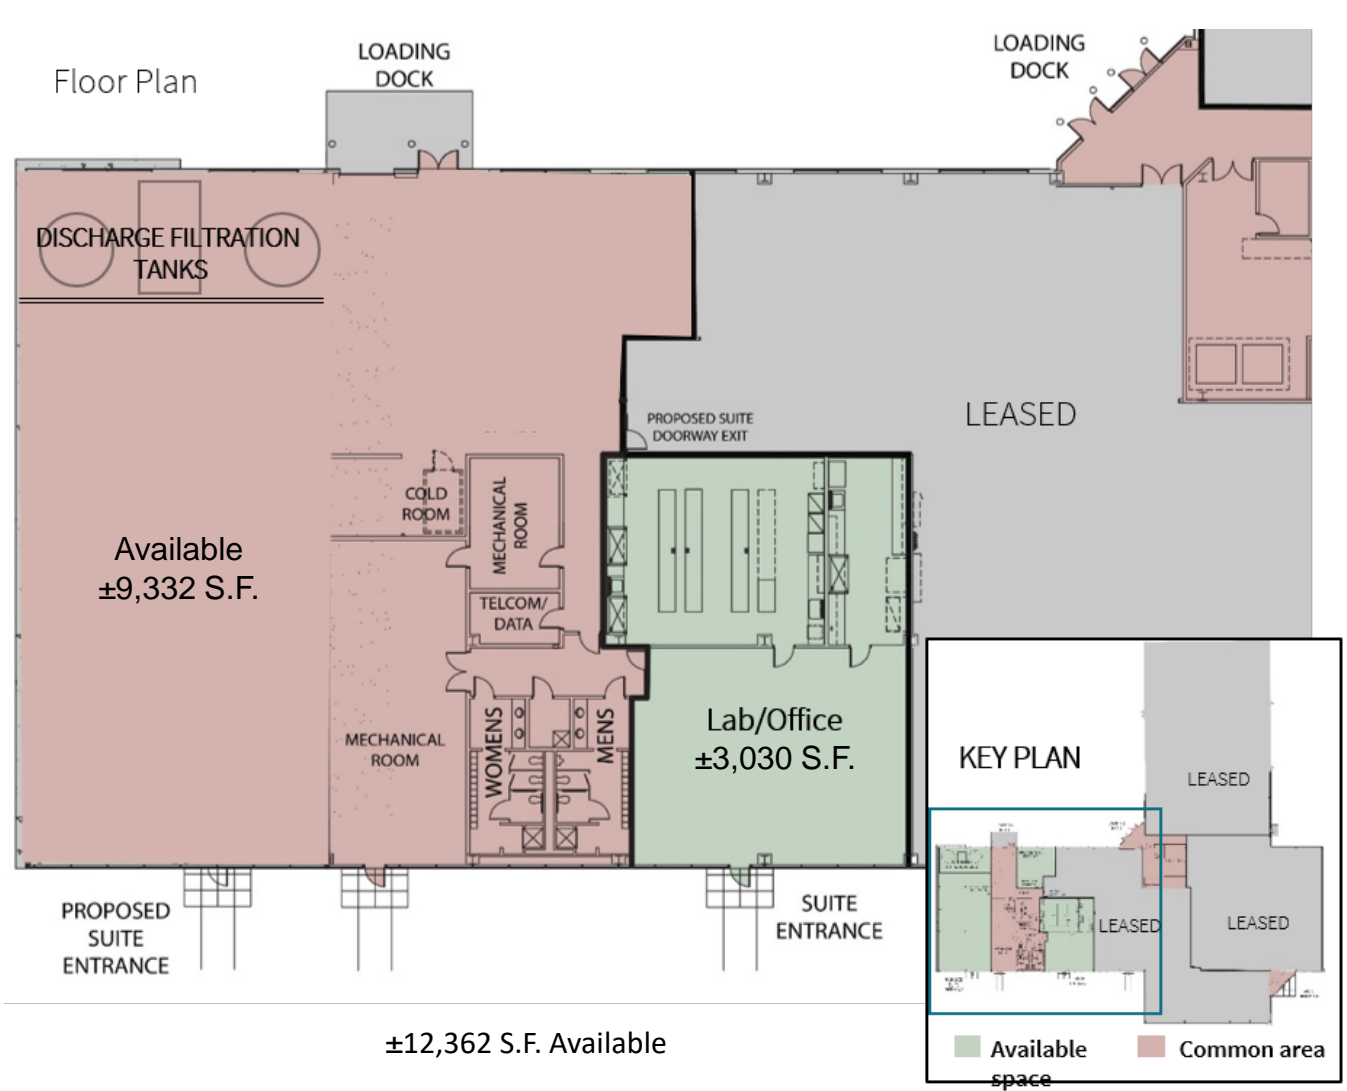 Floor Plan
LOADING
DOCK
LOADING
DOCK
DISCHARGE FILTRATION
TANKS
PROPOSED SUITE
DOORWAY EXIT
LEASED
COLD
ROOM
MECHANICAL
ROOM
Available
±9,332 S.F.
TELCOM/
DATA
MECHANICAL
ROOM
WOMENS
MENS
Lab/Office
±3,030 S.F.
PROPOSED
SUITE
ENTRANCE
SUITE
ENTRANCE
±12,362 S.F. Available
KEY PLAN
LEASED
LEASED
LEASED
Available
space
Common area